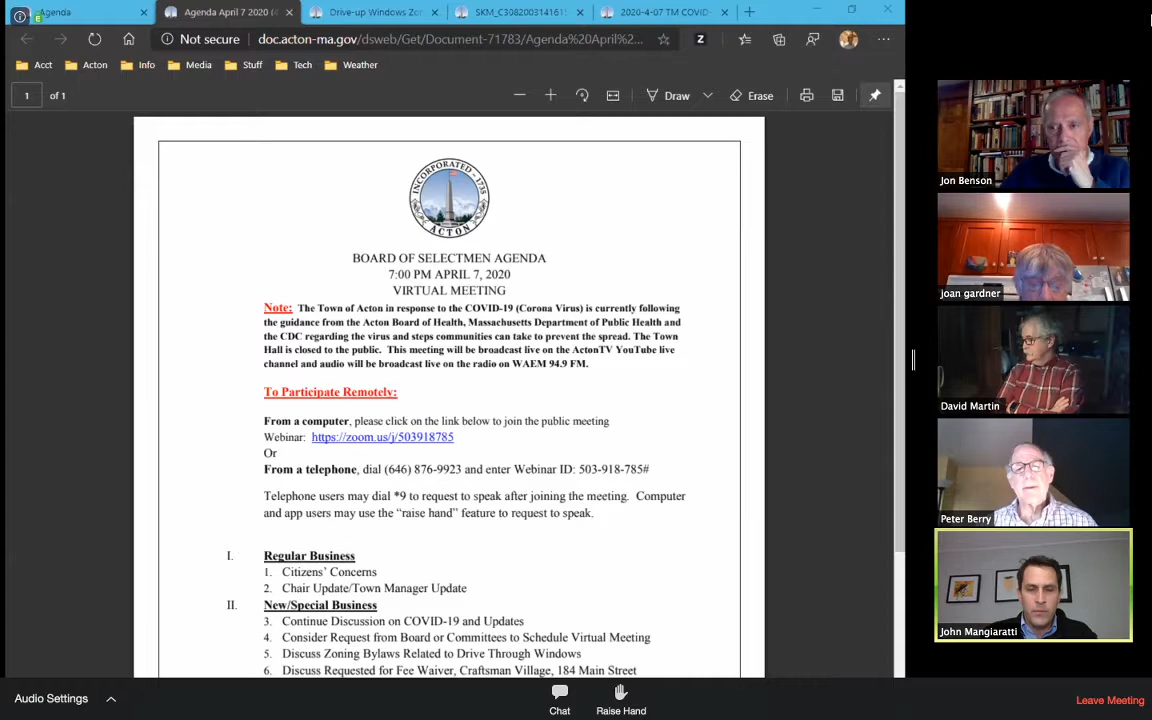 Agenda
Agenda April 7 2020 (
Drive-up Windows Zo
SKM_C3082003141615
2020-4-07 TM COVID-
Not secure
doc.acton-ma.gov/dsweb/Get/Document-71783/Agenda%20April%2...
Z
Acct
Acton
Info
Media
Stuff
Tech
Weather
1
of 1
Draw
Erase
INCORPORATED - 1735
ACTON
BOARD OF SELECTMEN AGENDA
7:00 PM APRIL 7, 2020
VIRTUAL MEETING
Note: The Town of Acton in response to the COVID-19 (Corona Virus) is currently following
the guidance from the Acton Board of Health, Massachusetts Department of Public Health and
the CDC regarding the virus and steps communities can take to prevent the spread. The Town
Hall is closed to the public. This meeting will be broadcast live on the ActonTV YouTube live
channel and audio will be broadcast live on the radio on WAEM 94.9 FM.
To Participate Remotely:
From a computer, please click on the link below to join the public meeting
Webinar: https://zoom.us/j/503918785
Or
From a telephone, dial (646) 876-9923 and enter Webinar ID: 503-918-785#
Telephone users may dial *9 to request to speak after joining the meeting. Computer
and app users may use the “raise hand” feature to request to speak.
I. Regular Business
1. Citizens’ Concerns
2. Chair Update/Town Manager Update
II. New/Special Business
3. Continue Discussion on COVID-19 and Updates
4. Consider Request from Board or Committees to Schedule Virtual Meeting
5. Discuss Zoning Bylaws Related to Drive Through Windows
6. Discuss Requested for Fee Waiver, Craftsman Village, 184 Main Street
Jon Benson
Joan gardner
David Martin
Peter Berry
John Mangiaratti
Audio Settings
Chat
Raise Hand
Leave Meeting